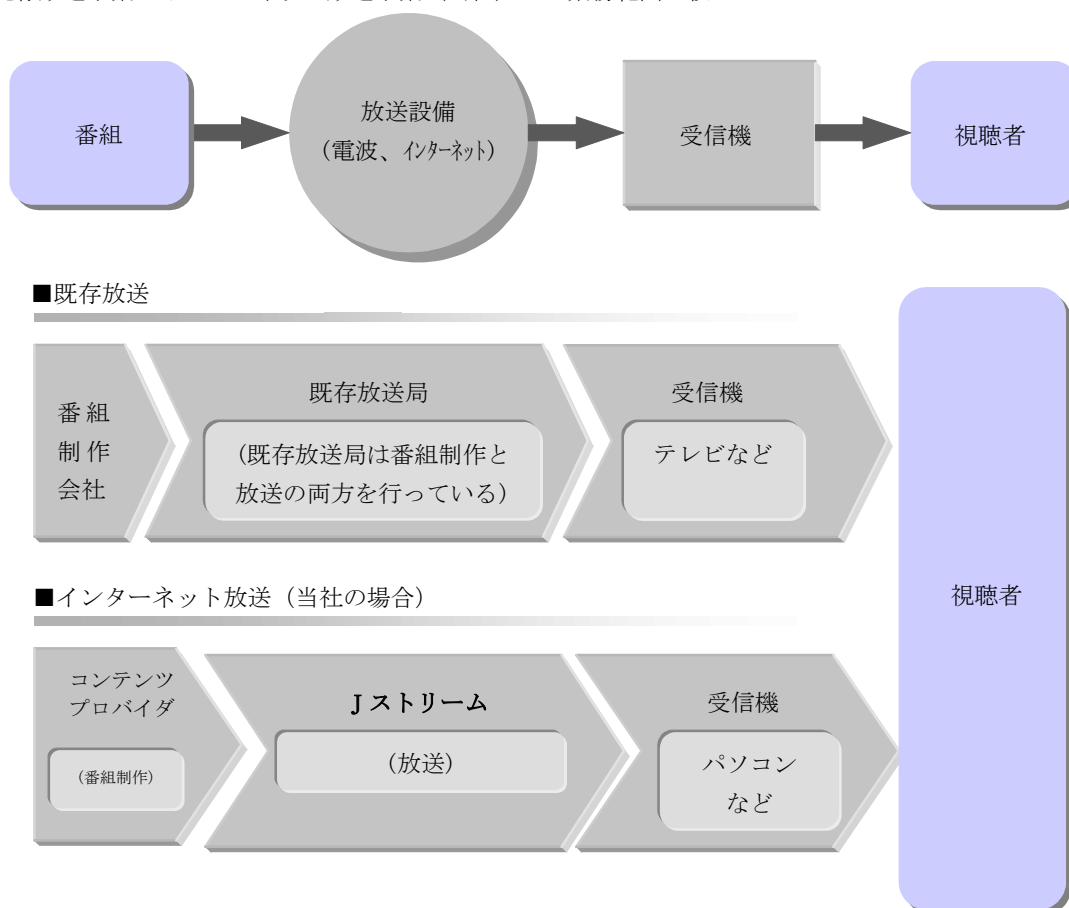 番組
放送設備
(電波、インターネット)
受信機
視聴者
■既存放送
番組
制作
会社
既存放送局
(既存放送局は番組制作と
放送の両方を行っている)
受信機
テレビなど
■インターネット放送（当社の場合）
コンテンツ
プロバイダ
(番組制作)
Jストリーム
(放送)
受信機
パソコン
など
視聴者